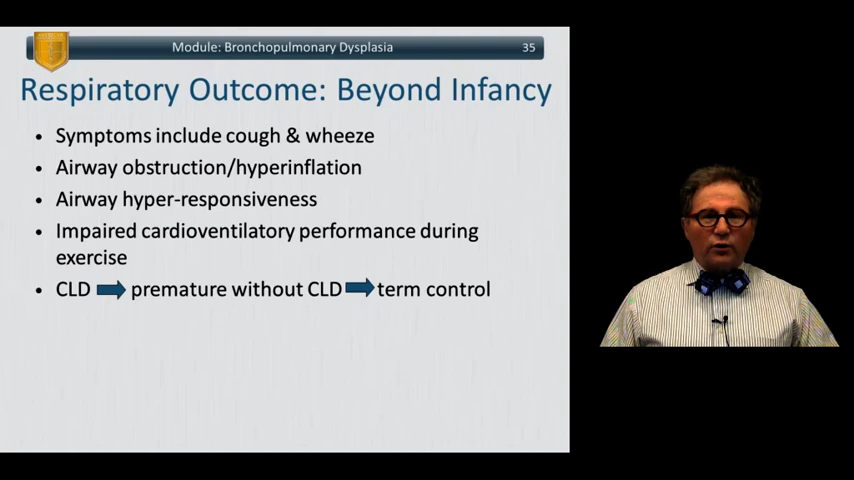 Module: Bronchopulmonary Dysplasia 35
Respiratory Outcome: Beyond Infancy
• Symptoms include cough & wheeze
• Airway obstruction/hyperinflation
• Airway hyper-responsiveness
• Impaired cardioventilatory performance during
exercise
• CLD premature without CLD term control